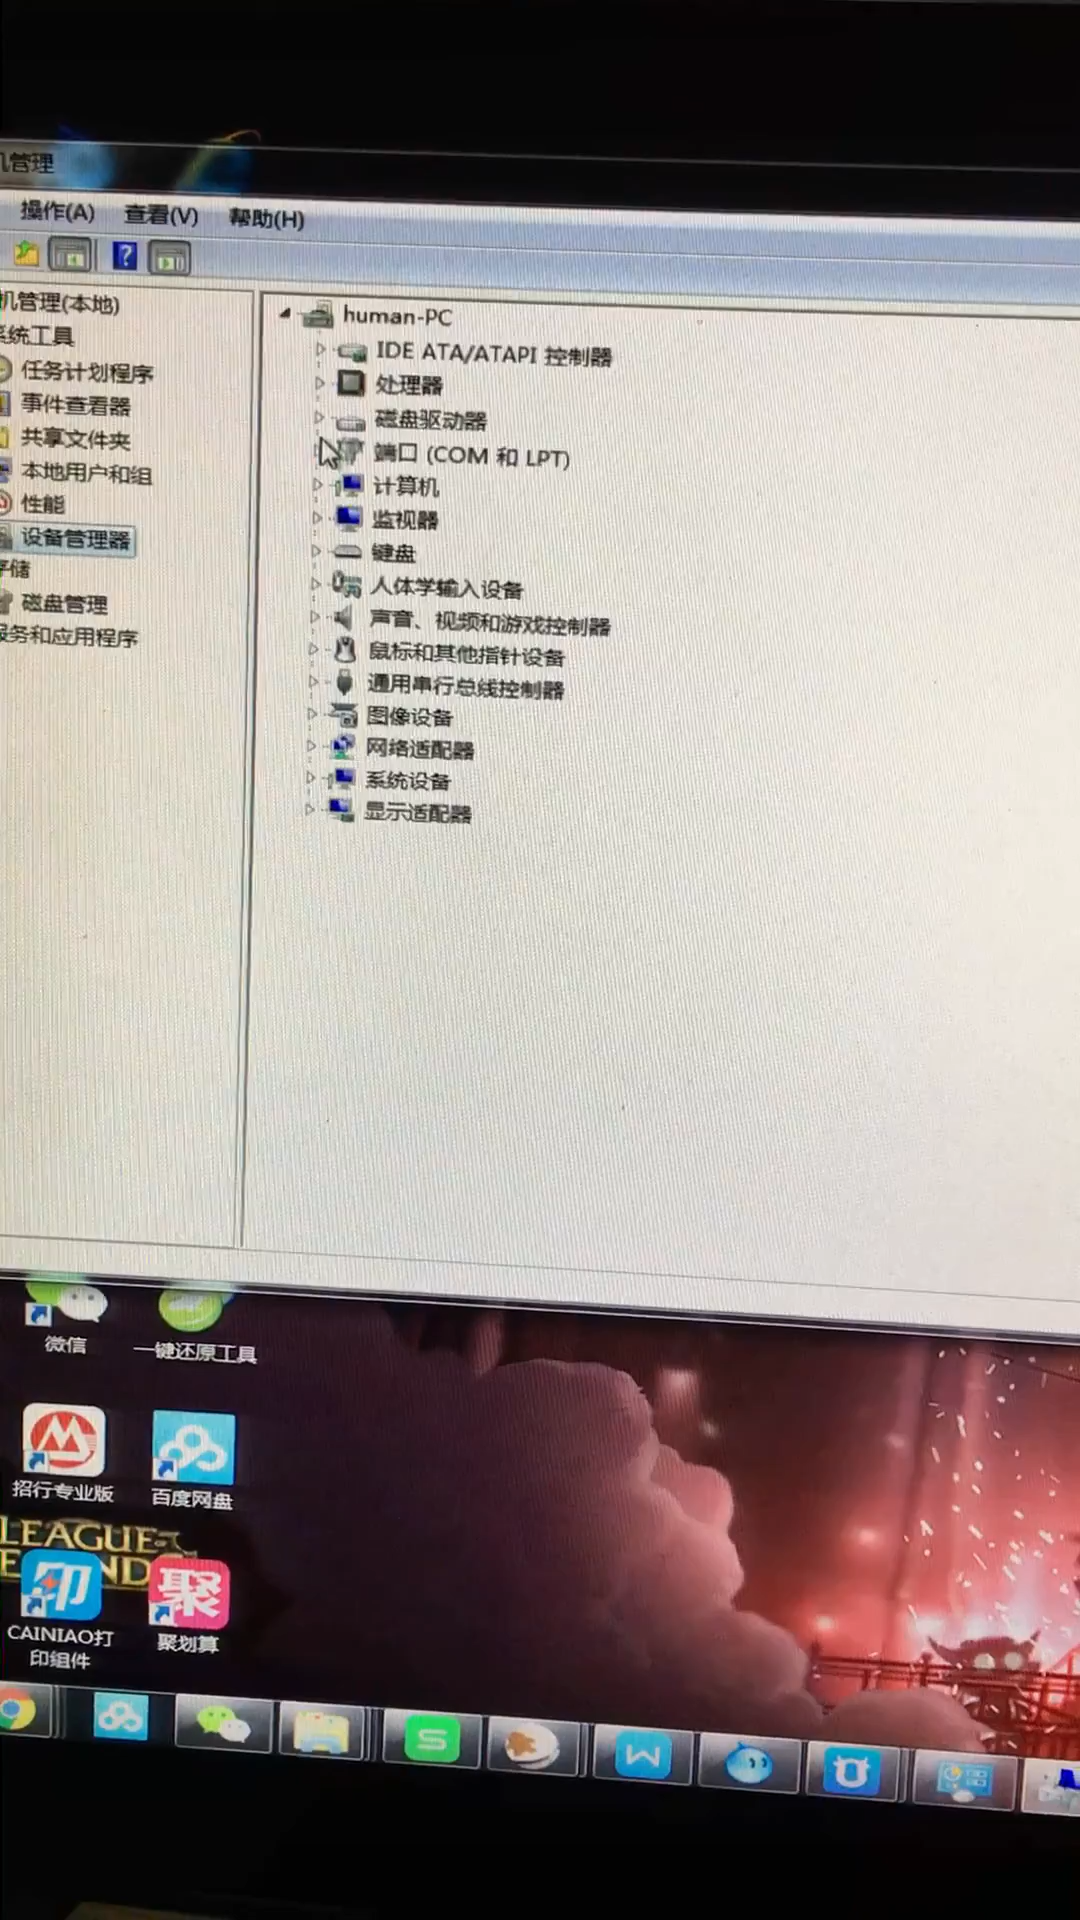 机管理
操作(A) 查看(V) 帮助(H)
机管理(本地)
系统工具
任务计划程序
事件查看器
共享文件夹
本地用户和组
性能
设备管理器
存储
磁盘管理
服务和应用程序
human-PC
IDE ATA/ATAPI 控制器
处理器
磁盘驱动器
端口 (COM 和 LPT)
计算机
监视器
键盘
人体学输入设备
声音、视频和游戏控制器
鼠标和其他指针设备
通用串行总线控制器
图像设备
网络适配器
系统设备
显示适配器
微信
一键还原工具
招行专业版
百度网盘
LEAGUE
印
聚
CAINIAO打
印组件
聚划算